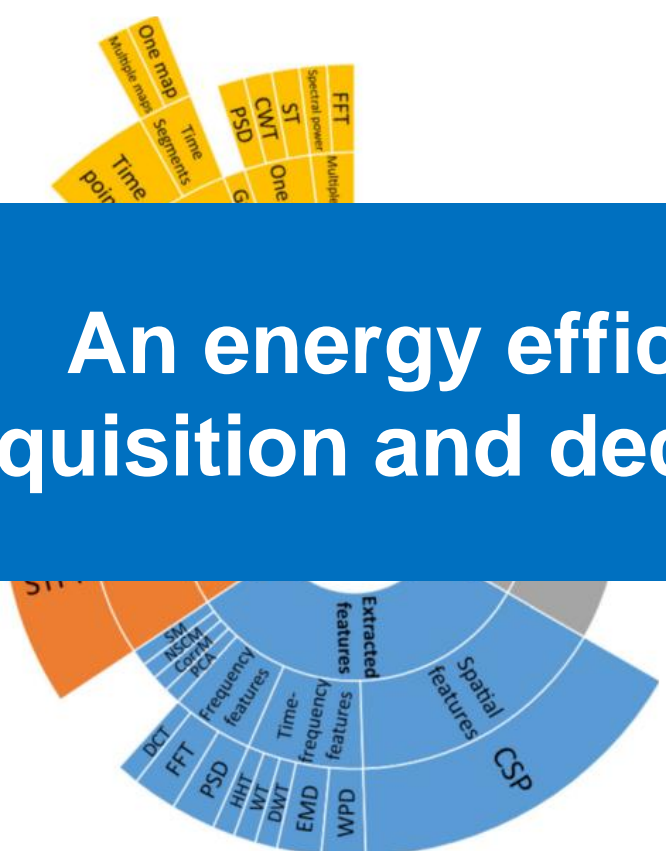 One map
Multiple maps
Time
Segments
Time
PSD
CWT
ST
Spectral power
FFT
One
Multiple
An energy
quisition and
Extracted
features
SM
NSCM
CorrM
PCA
Frequency
features
Time-
frequency
features
Spatial
features
DCT
FFT
PSD
HHT
WT
DWT
EMD
WPD
CSP